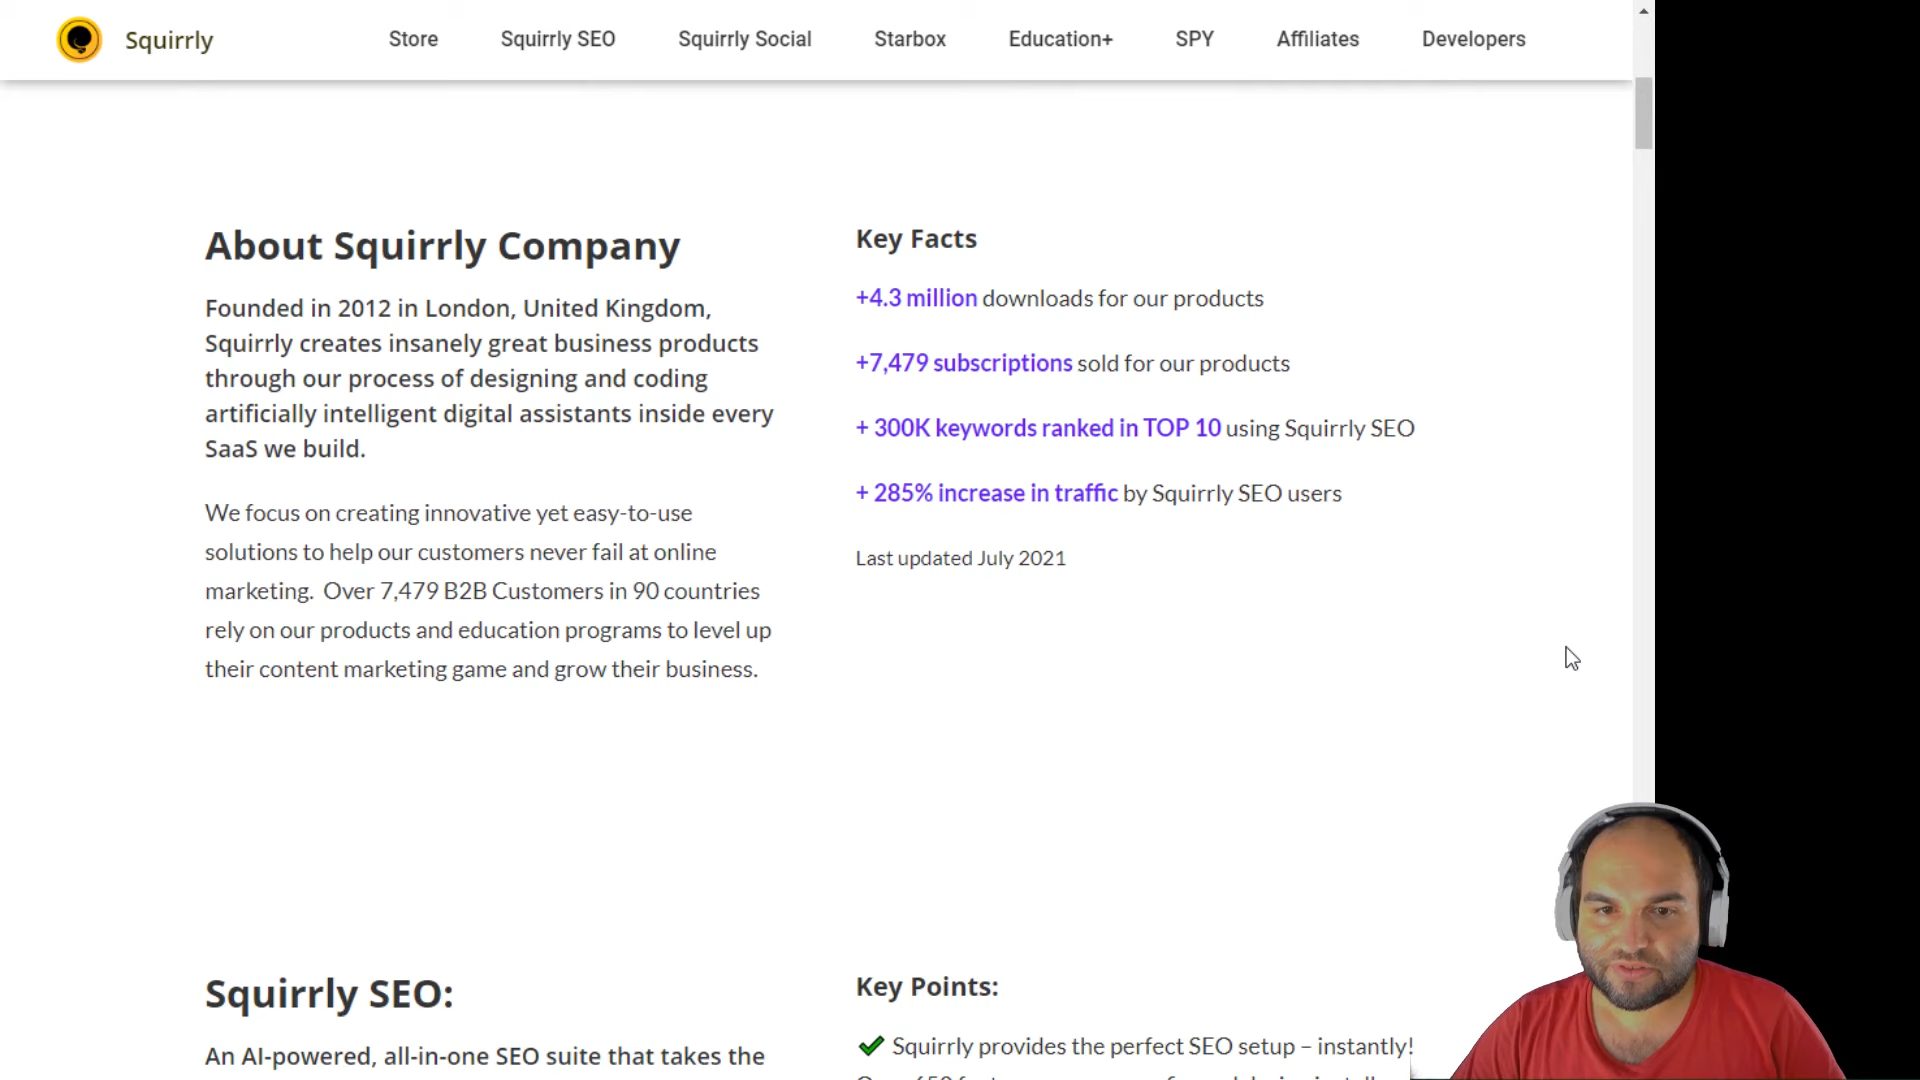 Squirrly
Store Squirrly SEO Squirrly Social Starbox Education+ SPY Affiliates Developers
About Squirrly Company
Founded in 2012 in London, United Kingdom,
Squirrly creates insanely great business products
through our process of designing and coding
artificially intelligent digital assistants inside every
SaaS we build.
We focus on creating innovative yet easy-to-use
solutions to help our customers never fail at online
marketing.  Over 7,479 B2B Customers in 90 countries
rely on our products and education programs to level up
their content marketing game and grow their business.
Key Facts
+4.3 million downloads for our products
+7,479 subscriptions sold for our products
+ 300K keywords ranked in TOP 10 using Squirrly SEO
+ 285% increase in traffic by Squirrly SEO users
Last updated July 2021
Squirrly SEO:
An AI-powered, all-in-one SEO suite that takes the
Key Points:
Squirrly provides the perfect SEO setup – instantly!